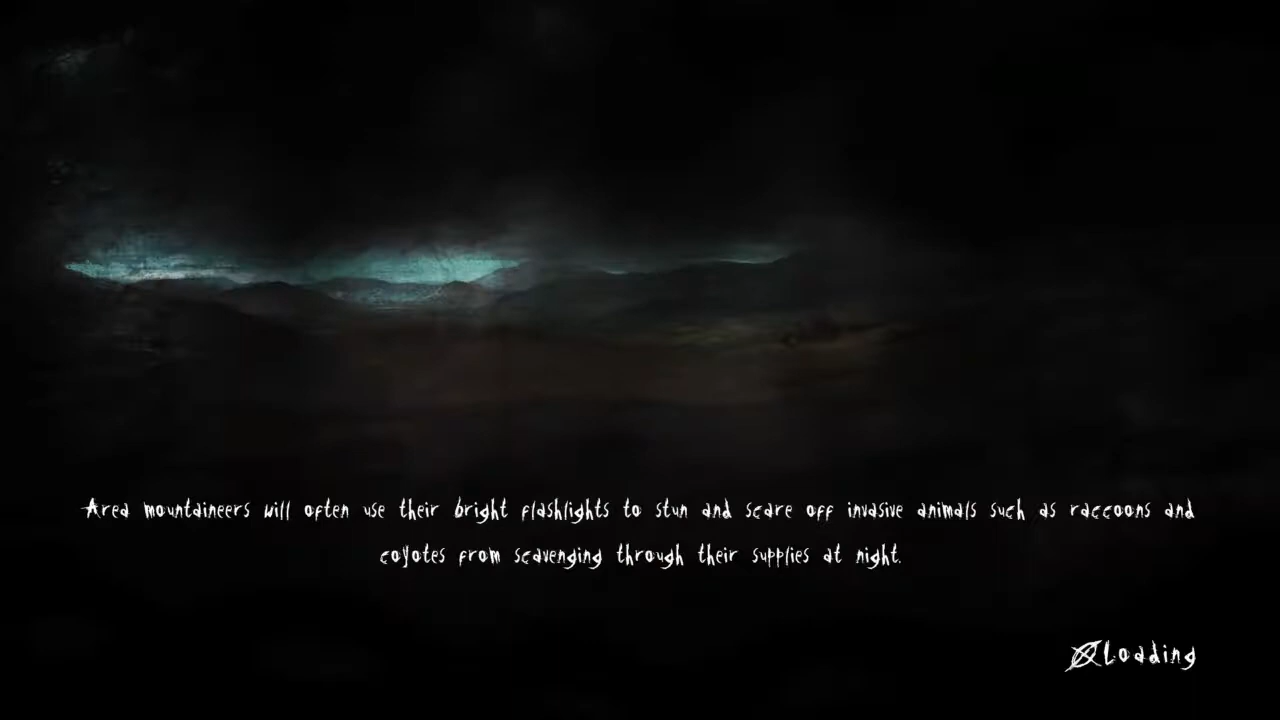 Area mountaineers will often use their bright flashlights to stun and scare off invasive animals such as raccoons and
coyotes from scavenging through their supplies at night.
Loading